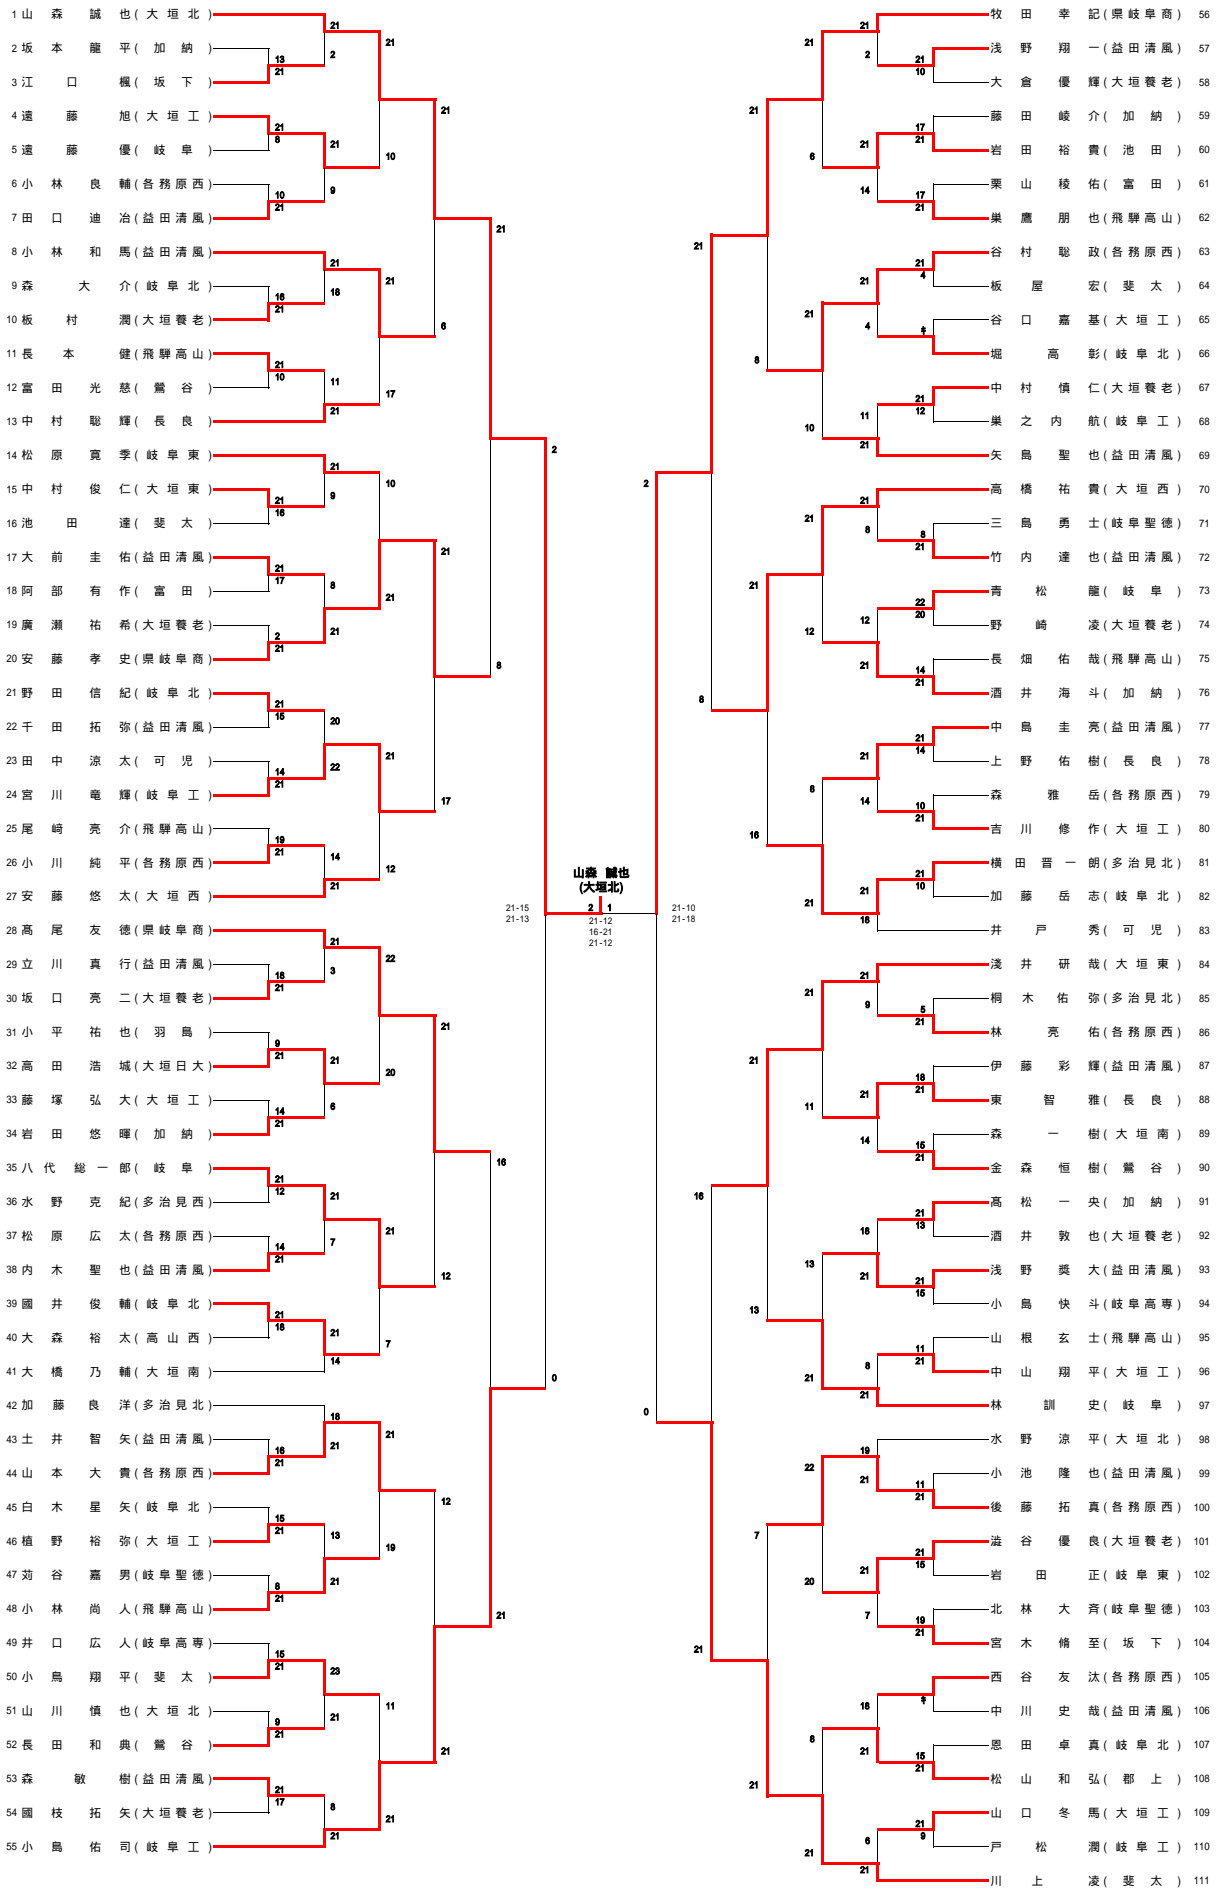 1 山森 誠也 (大垣北)
2 坂本 龍平 (加納)
3 江口 楓 (坂下)
4 遠藤 旭 (大垣工)
5 遠藤 優 (岐阜)
6 小林 良輔 (各務原西)
7 田口 迪冶 (益田清風)
8 小林 和馬 (益田清風)
9 森 大介 (岐阜北)
10 板村 潤 (大垣養老)
11 長本 健 (飛騨高山)
12 富田 光慈 (鶯谷)
13 中村 聡輝 (長良)
14 松原 寛季 (岐阜東)
15 中村 俊仁 (大垣東)
16 池田 達 (斐太)
17 大前 圭佑 (益田清風)
18 阿部 有作 (富田)
19 廣瀬 祐希 (大垣養老)
20 安藤 孝史 (県岐阜商)
21 野田 信紀 (岐阜北)
22 千田 拓弥 (益田清風)
23 田中 涼太 (可児)
24 宮川 竜輝 (岐阜工)
25 尾﨑 亮介 (飛騨高山)
26 小川 純平 (各務原西)
27 安藤 悠太 (大垣西)
28 髙尾 友徳 (県岐阜商)
29 立川 真行 (益田清風)
30 坂口 亮二 (大垣養老)
31 小平 祐也 (羽島)
32 高田 浩城 (大垣日大)
33 藤塚 弘大 (大垣工)
34 岩田 悠暉 (加納)
35 八代 総一郎 (岐阜)
36 水野 克紀 (多治見西)
37 松原 広太 (各務原西)
38 内木 聖也 (益田清風)
39 國井 俊輔 (岐阜北)
40 大森 裕太 (高山西)
41 大橋 乃輔 (大垣南)
42 加藤 良洋 (多治見北)
43 土井 智矢 (益田清風)
44 山本 大貴 (各務原西)
45 白木 星矢 (岐阜北)
46 植野 裕弥 (大垣工)
47 苅谷 嘉男 (岐阜聖徳)
48 小林 尚人 (飛騨高山)
49 井口 広人 (岐阜高専)
50 小鳥 翔平 (斐太)
51 山川 慎也 (大垣北)
52 長田 和典 (鶯谷)
53 森 敏樹 (益田清風)
54 國枝 拓矢 (大垣養老)
55 小島 佑司 (岐阜工)
山森 誠也
(大垣北)
2 1
21-15
21-13
21-12
16-21
21-12
21-10
21-18
牧田 幸記 (県岐阜商) 56
浅野 翔一 (益田清風) 57
大倉 優輝 (大垣養老) 58
藤田 崚介 (加納) 59
岩田 裕貴 (池田) 60
栗山 稜佑 (富田) 61
巣鷹 朋也 (飛騨高山) 62
谷村 聡政 (各務原西) 63
板屋 宏 (斐太) 64
谷口 嘉基 (大垣工) 65
堀 高彰 (岐阜北) 66
中村 慎仁 (大垣養老) 67
巣之内 航 (岐阜工) 68
矢島 聖也 (益田清風) 69
高橋 祐貴 (大垣西) 70
三島 勇士 (岐阜聖徳) 71
竹内 達也 (益田清風) 72
青松 龍 (岐阜) 73
野崎 凌 (大垣養老) 74
長畑 佑哉 (飛騨高山) 75
酒井 海斗 (加納) 76
中島 圭亮 (益田清風) 77
上野 佑樹 (長良) 78
森 雅岳 (各務原西) 79
吉川 修作 (大垣工) 80
横田 晋一朗 (多治見北) 81
加藤 岳志 (岐阜北) 82
井戸 秀 (可児) 83
淺井 研哉 (大垣東) 84
桐木 佑弥 (多治見北) 85
林 亮佑 (各務原西) 86
伊藤 彩輝 (益田清風) 87
東 智雅 (長良) 88
森 一樹 (大垣南) 89
金森 恒樹 (鶯谷) 90
髙松 一央 (加納) 91
酒井 敦也 (大垣養老) 92
浅野 奨大 (益田清風) 93
小島 快斗 (岐阜高専) 94
山根 玄士 (飛騨高山) 95
中山 翔平 (大垣工) 96
林 訓史 (岐阜) 97
水野 涼平 (大垣北) 98
小池 隆也 (益田清風) 99
後藤 拓真 (各務原西) 100
澁谷 優良 (大垣養老) 101
岩田 正 (岐阜東) 102
北林 大斉 (岐阜聖徳) 103
宮木 脩至 (坂下) 104
西谷 友汰 (各務原西) 105
中川 史哉 (益田清風) 106
恩田 卓真 (岐阜北) 107
松山 和弘 (郡上) 108
山口 冬馬 (大垣工) 109
戸松 潤 (岐阜工) 110
川上 凌 (斐太) 111